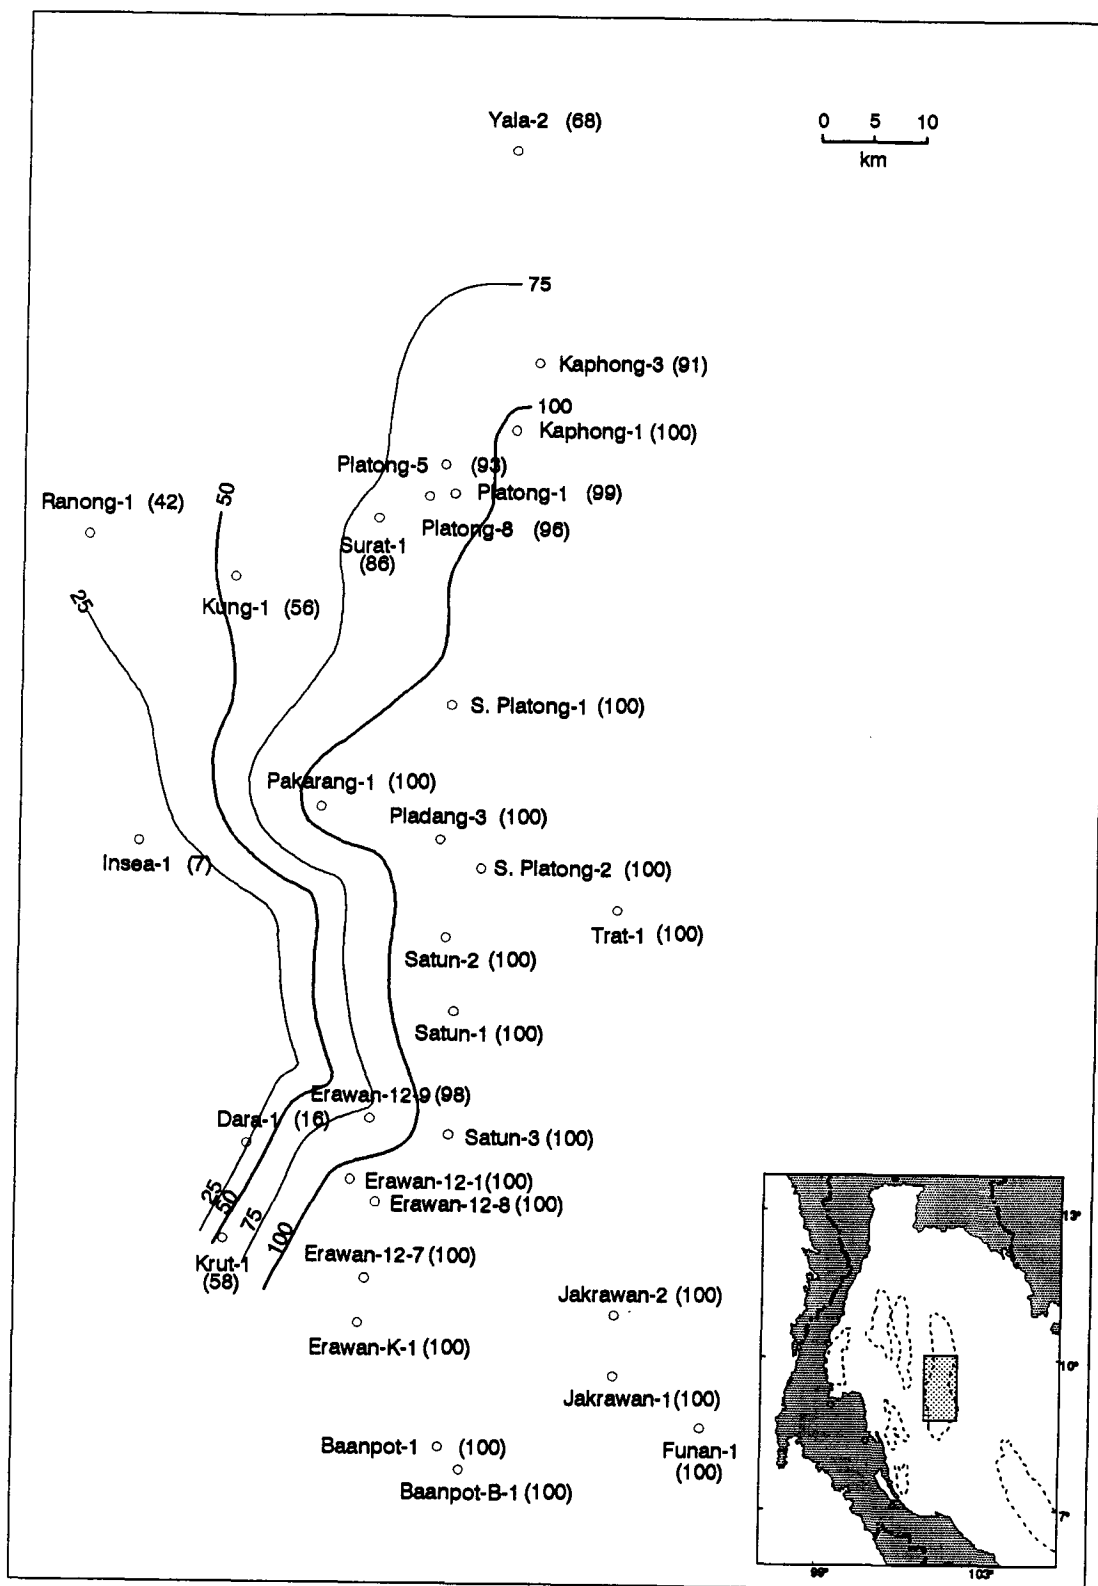 Yala-2 (68)
0 5 10
km
75
Kaphong-3 (91)
100
Kaphong-1 (100)
Platong-5 (93)
Ranong-1 (42)
50
Platong-1 (99)
Platong-8 (96)
Surat-1
(86)
25
Kung-1 (56)
S. Platong-1 (100)
Pakarang-1 (100)
Pladang-3 (100)
Insea-1 (7)
S. Platong-2 (100)
Trat-1 (100)
Satun-2 (100)
Satun-1 (100)
Erawan-12-9 (98)
Dara-1 (16)
Satun-3 (100)
Erawan-12-1 (100)
25
50
75
100
Erawan-12-8 (100)
Krut-1
(58)
Erawan-12-7 (100)
Jakrawan-2 (100)
Erawan-K-1 (100)
Jakrawan-1 (100)
Baanpot-1 (100)
Funan-1
(100)
Baanpot-B-1 (100)
13°
10°
7°
99° 103°